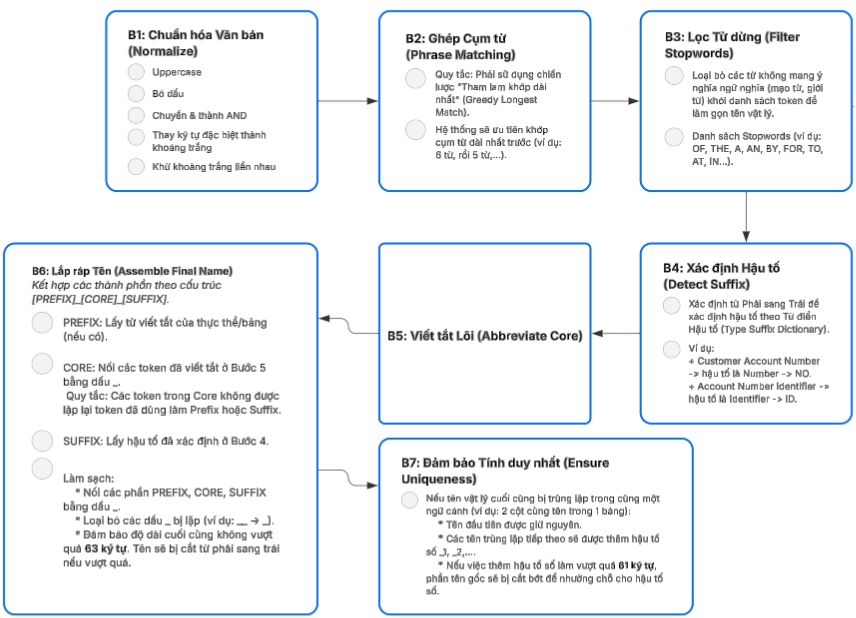 B1: Chuẩn hóa Văn bản
(Normalize)
Uppercase
Bỏ dấu
Chuyển & thành AND
Thay ký tự đặc biệt thành
khoảng trắng
Khử khoảng trắng liền nhau
B2: Ghép Cụm từ
(Phrase Matching)
Quy tắc: Phải sử dụng chiến
lược "Tham lam khớp dài
nhất" (Greedy Longest
Match).
Hệ thống sẽ ưu tiên khớp
cụm từ dài nhất trước (ví dụ:
6 từ, rồi 5 từ,...).
B3: Lọc Từ dừng (Filter
Stopwords)
Loại bỏ các từ không mang ý
nghĩa ngữ nghĩa (mạo từ, giới
từ) khỏi danh sách token để
làm gọn tên vật lý.
Danh sách Stopwords (ví dụ:
OF, THE, A, AN, BY, FOR, TO,
AT, IN...).
B4: Xác định Hậu tố
(Detect Suffix)
Xác định từ Phải sang Trái để
xác định hậu tố theo Từ điển
Hậu tố (Type Suffix Dictionary).
Ví dụ:
+ Customer Account Number
-> hậu tố là Number -> NO.
+ Account Number Identifier ->
hậu tố là Identifier -> ID.
B5: Viết tắt Lõi (Abbreviate Core)
B6: Lắp ráp Tên (Assemble Final Name)
Kết hợp các thành phần theo cấu trúc
[PREFIX]_[CORE]_[SUFFIX].
PREFIX: Lấy từ viết tắt của thực thể/bảng
(nếu có).
CORE: Nối các token đã viết tắt ở Bước 5
bằng dấu _.
Quy tắc: Các token trong Core không được
lặp lại token đã dùng làm Prefix hoặc Suffix.
SUFFIX: Lấy hậu tố đã xác định ở Bước 4.
Làm sạch:
* Nối các phần PREFIX, CORE, SUFFIX
bằng dấu _.
* Loại bỏ các dấu _ bị lặp (ví dụ: __ → _).
* Đảm bảo độ dài cuối cùng không vượt
quá 63 ký tự. Tên sẽ bị cắt từ phải sang trái
nếu vượt quá.
B7: Đảm bảo Tính duy nhất (Ensure
Uniqueness)
Nếu tên vật lý cuối cùng bị trùng lặp trong cùng một
ngữ cảnh (ví dụ: 2 cột cùng tên trong 1 bảng):
* Tên đầu tiên được giữ nguyên.
* Các tên trùng lặp tiếp theo sẽ được thêm hậu tố
số _1, _2,....
* Nếu việc thêm hậu tố số làm vượt quá 61 ký tự,
phần tên gốc sẽ bị cắt bớt để nhường chỗ cho hậu tố
số.